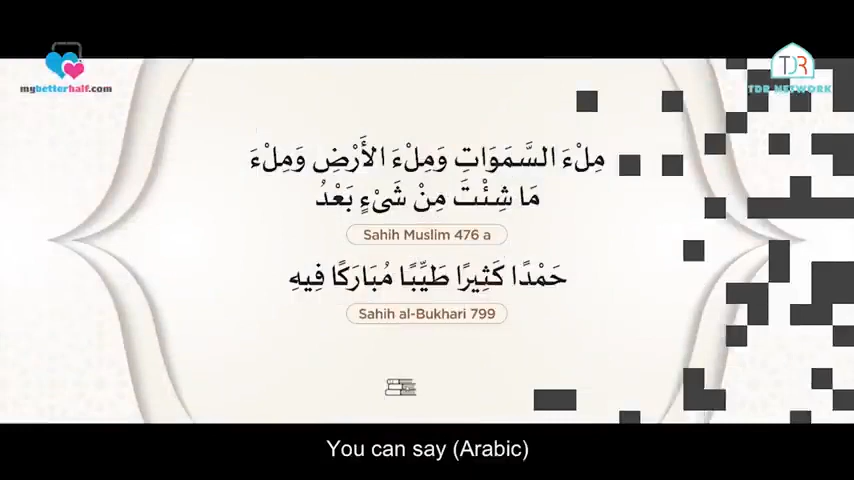 mybetterhalf.com
TDR
TDR NETWORK
مِلْءَ السَّمَوَاتِ وَمِلْءَ الأَرْضِ وَمِلْءَ
مَا شِئْتَ مِنْ شَىْءٍ بَعْدُ
Sahih Muslim 476 a
حَمْدًا كَثِيرًا طَيِّبًا مُبَارَكًا فِيهِ
Sahih al-Bukhari 799
You can say (Arabic)